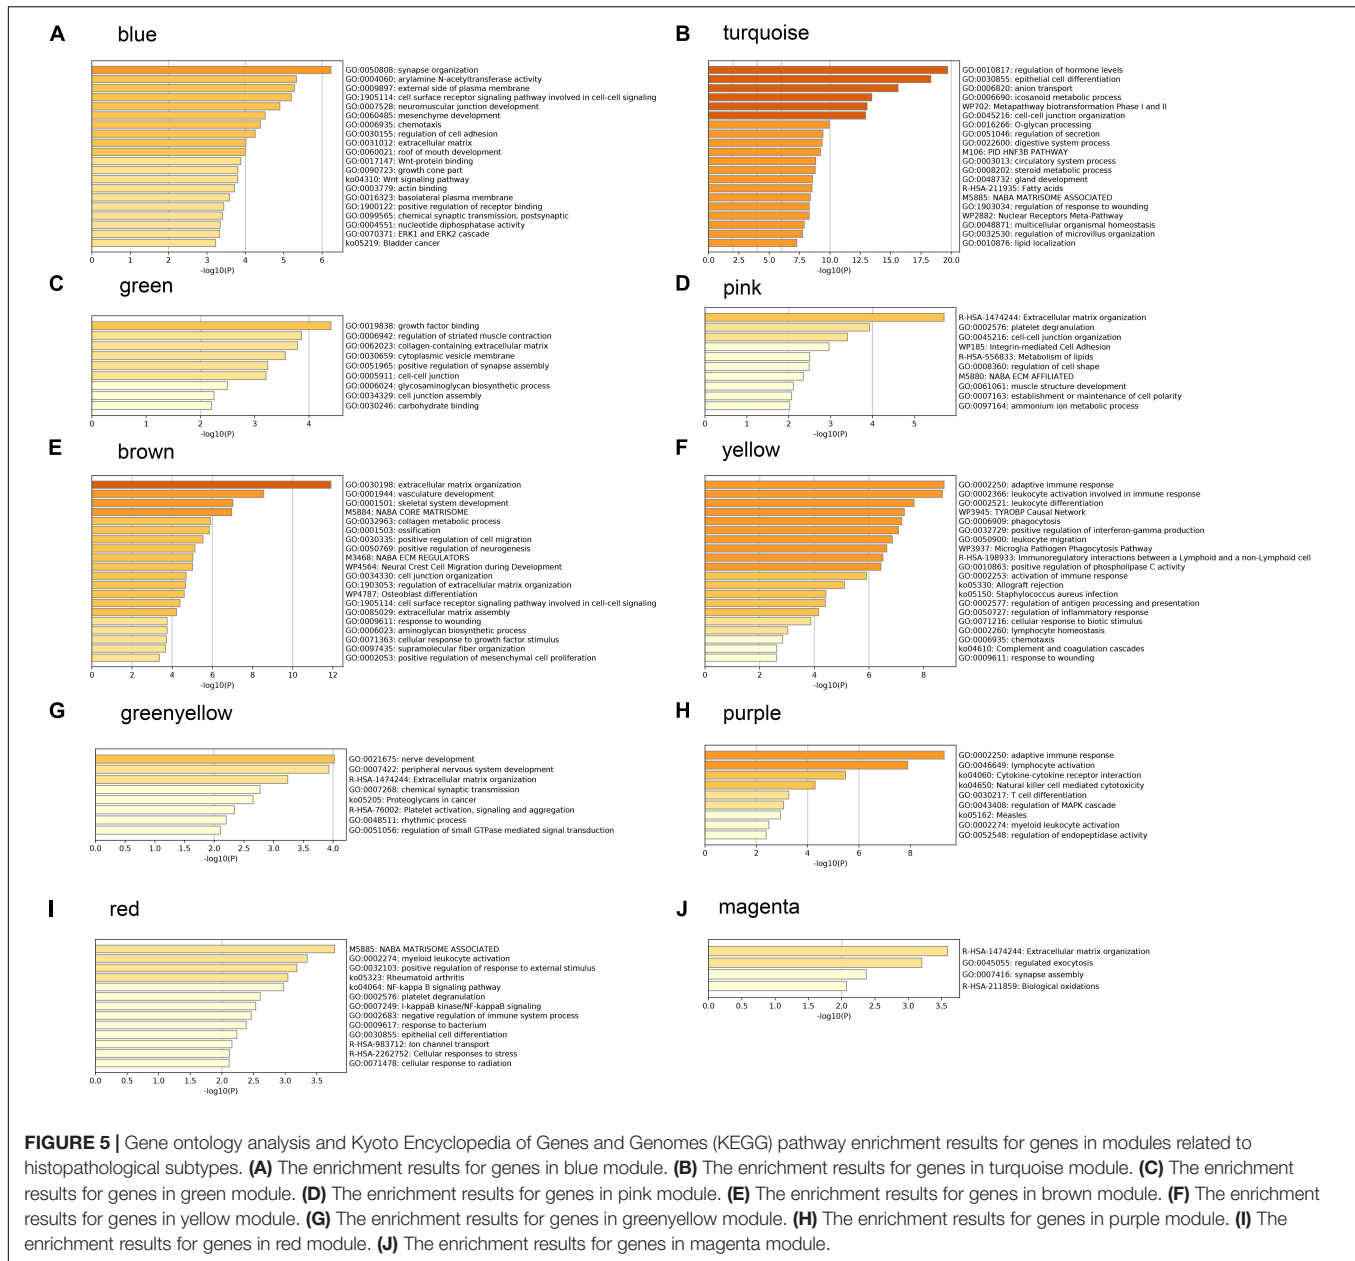 A blue
GO:0050808: synapse organization
GO:0004060: arylamine N-acetyltransferase activity
GO:0009897: external side of plasma membrane
GO:1905114: cell surface receptor signaling pathway involved in cell-cell signaling
GO:0007528: neuromuscular junction development
GO:0060485: mesenchyme development
GO:0006935: chemotaxis
GO:0030155: regulation of cell adhesion
GO:0031012: extracellular matrix
GO:0060021: roof of mouth development
GO:0017147: Wnt-protein binding
GO:0090723: growth cone part
ko04310: Wnt signaling pathway
GO:0003779: actin binding
GO:0016323: basolateral plasma membrane
GO:1900122: positive regulation of receptor binding
GO:0099565: chemical synaptic transmission, postsynaptic
GO:0004551: nucleotide diphosphatase activity
GO:0070371: ERK1 and ERK2 cascade
ko05219: Bladder cancer
0 1 2 3 4 5 6
-log10(P)
B turquoise
GO:0010817: regulation of hormone levels
GO:0030855: epithelial cell differentiation
GO:0006820: anion transport
GO:0006690: icosanoid metabolic process
WP702: Metapathway biotransformation Phase I and II
GO:0045216: cell-cell junction organization
GO:0016266: O-glycan processing
GO:0051046: regulation of secretion
GO:0022600: digestive system process
M106: PID HNF3B PATHWAY
GO:0003013: circulatory system process
GO:0008202: steroid metabolic process
GO:0048732: gland development
R-HSA-211935: Fatty acids
M5885: NABA MATRISOME ASSOCIATED
GO:1903034: regulation of response to wounding
WP2882: Nuclear Receptors Meta-Pathway
GO:0048871: multicellular organismal homeostasis
GO:0032530: regulation of microvillus organization
GO:0010876: lipid localization
0.0 2.5 5.0 7.5 10.0 12.5 15.0 17.5 20.0
-log10(P)
C green
GO:0019838: growth factor binding
GO:0006942: regulation of striated muscle contraction
GO:0062023: collagen-containing extracellular matrix
GO:0030659: cytoplasmic vesicle membrane
GO:0051965: positive regulation of synapse assembly
GO:0005911: cell-cell junction
GO:0006024: glycosaminoglycan biosynthetic process
GO:0034329: cell junction assembly
GO:0030246: carbohydrate binding
0 1 2 3 4
-log10(P)
D pink
R-HSA-1474244: Extracellular matrix organization
GO:0002576: platelet degranulation
GO:0045216: cell-cell junction organization
WP185: Integrin-mediated Cell Adhesion
R-HSA-556833: Metabolism of lipids
GO:0008360: regulation of cell shape
M5880: NABA ECM AFFILIATED
GO:0061061: muscle structure development
GO:0007163: establishment or maintenance of cell polarity
GO:0097164: ammonium ion metabolic process
0 1 2 3 4 5
-log10(P)
E brown
GO:0030198: extracellular matrix organization
GO:0001944: vasculature development
GO:0001501: skeletal system development
M5884: NABA CORE MATRISOME
GO:0032963: collagen metabolic process
GO:0001503: ossification
GO:0030335: positive regulation of cell migration
GO:0050769: positive regulation of neurogenesis
M3468: NABA ECM REGULATORS
WP4564: Neural Crest Cell Migration during Development
GO:0034330: cell junction organization
GO:1903053: regulation of extracellular matrix organization
WP4787: Osteoblast differentiation
GO:1905114: cell surface receptor signaling pathway involved in cell-cell signaling
GO:0085029: extracellular matrix assembly
GO:0009611: response to wounding
GO:0006023: aminoglycan biosynthetic process
GO:0071363: cellular response to growth factor stimulus
GO:0097435: supramolecular fiber organization
GO:0002053: positive regulation of mesenchymal cell proliferation
0 2 4 6 8 10 12
-log10(P)
F yellow
GO:0002250: adaptive immune response
GO:0002366: leukocyte activation involved in immune response
GO:0002521: leukocyte differentiation
WP3945: TYROBP Causal Network
GO:0006909: phagocytosis
GO:0032729: positive regulation of interferon-gamma production
GO:0050900: leukocyte migration
WP3937: Microglia Pathogen Phagocytosis Pathway
R-HSA-198933: Immunoregulatory interactions between a Lymphoid and a non-Lymphoid cell
GO:0010863: positive regulation of phospholipase C activity
GO:0002253: activation of immune response
ko05330: Allograft rejection
ko05150: Staphylococcus aureus infection
GO:0002577: regulation of antigen processing and presentation
GO:0050727: regulation of inflammatory response
GO:0071216: cellular response to biotic stimulus
GO:0002260: lymphocyte homeostasis
GO:0006935: chemotaxis
ko04610: Complement and coagulation cascades
GO:0009611: response to wounding
0 2 4 6 8
-log10(P)
G greenyellow
GO:0021675: nerve development
GO:0007422: peripheral nervous system development
R-HSA-1474244: Extracellular matrix organization
GO:0007268: chemical synaptic transmission
ko05205: Proteoglycans in cancer
R-HSA-76002: Platelet activation, signaling and aggregation
GO:0048511: rhythmic process
GO:0051056: regulation of small GTPase mediated signal transduction
0.0 0.5 1.0 1.5 2.0 2.5 3.0 3.5 4.0
-log10(P)
H purple
GO:0002250: adaptive immune response
GO:0046649: lymphocyte activation
ko04060: Cytokine-cytokine receptor interaction
ko04650: Natural killer cell mediated cytotoxicity
GO:0030217: T cell differentiation
GO:0043408: regulation of MAPK cascade
ko05162: Measles
GO:0002274: myeloid leukocyte activation
GO:0052548: regulation of endopeptidase activity
0 2 4 6 8
-log10(P)
I red
M5885: NABA MATRISOME ASSOCIATED
GO:0002274: myeloid leukocyte activation
GO:0032103: positive regulation of response to external stimulus
ko05323: Rheumatoid arthritis
ko04064: NF-kappa B signaling pathway
GO:0002576: platelet degranulation
GO:0007249: I-kappaB kinase/NF-kappaB signaling
GO:0002683: negative regulation of immune system process
GO:0009617: response to bacterium
GO:0030855: epithelial cell differentiation
R-HSA-983712: Ion channel transport
R-HSA-2262752: Cellular responses to stress
GO:0071478: cellular response to radiation
0.0 0.5 1.0 1.5 2.0 2.5 3.0 3.5
-log10(P)
J magenta
R-HSA-1474244: Extracellular matrix organization
GO:0045055: regulated exocytosis
GO:0007416: synapse assembly
R-HSA-211859: Biological oxidations
0.0 0.5 1.0 1.5 2.0 2.5 3.0 3.5
-log10(P)
FIGURE 5 | Gene ontology analysis and Kyoto Encyclopedia of Genes and Genomes (KEGG) pathway enrichment results for genes in modules related to
histopathological subtypes. (A) The enrichment results for genes in blue module. (B) The enrichment results for genes in turquoise module. (C) The enrichment
results for genes in green module. (D) The enrichment results for genes in pink module. (E) The enrichment results for genes in brown module. (F) The enrichment
results for genes in yellow module. (G) The enrichment results for genes in greenyellow module. (H) The enrichment results for genes in purple module. (I) The
enrichment results for genes in red module. (J) The enrichment results for genes in magenta module.